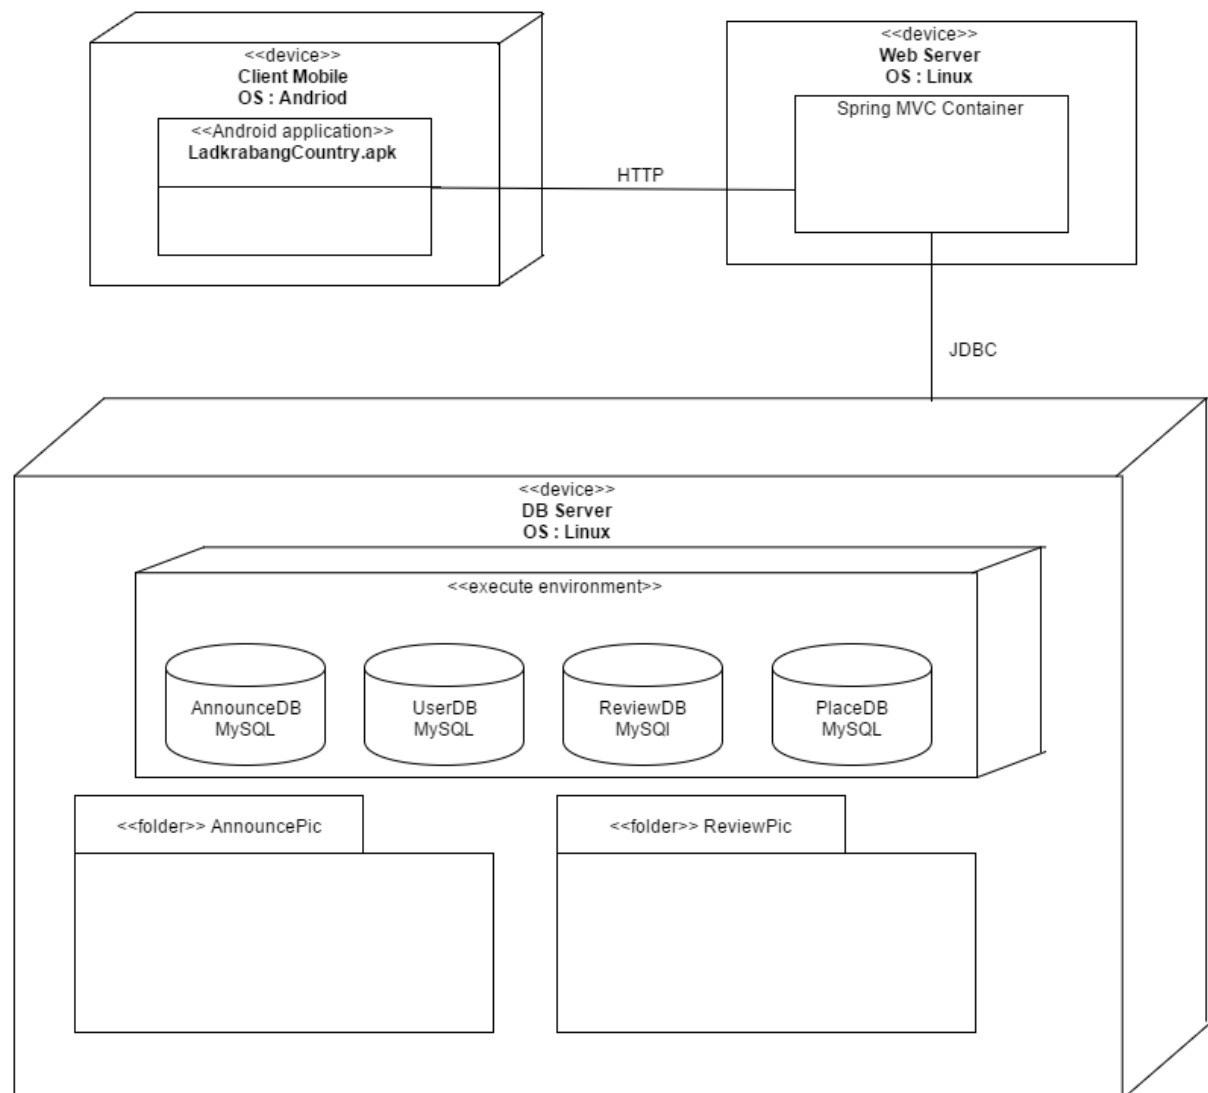 <<device>>
Client Mobile
OS : Andriod
<<Android application>>
LadkrabangCountry.apk
HTTP
<<device>>
Web Server
OS : Linux
Spring MVC Container
JDBC
<<device>>
DB Server
OS : Linux
<<execute environment>>
AnnounceDB
MySQL
UserDB
MySQL
ReviewDB
MySQl
PlaceDB
MySQL
<<folder>> AnnouncePic
<<folder>> ReviewPic